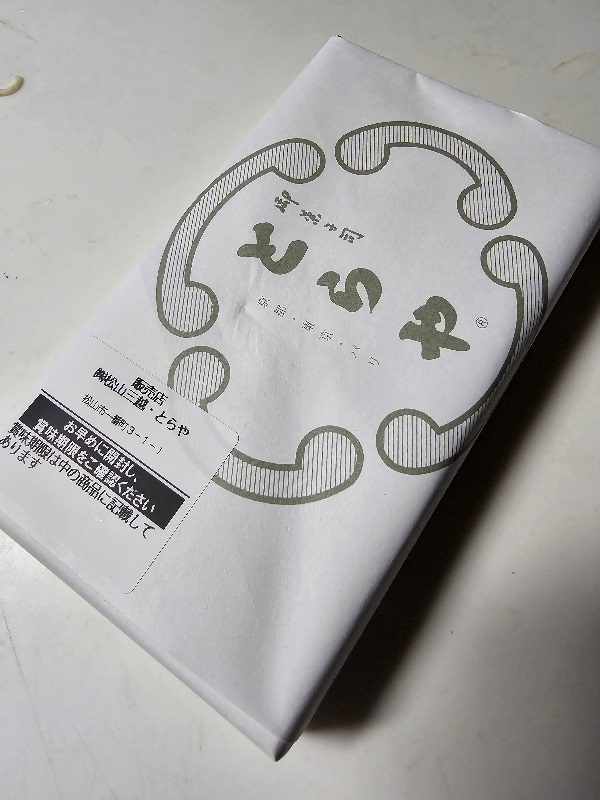 御菓子司
とらや
®
京都・東京・パリ
販売店
㈱松山三越・とらや
松山市一番町3-1-1
お早めに開封し、
賞味期限をご確認ください
賞味期限は中の商品に記載して
あります